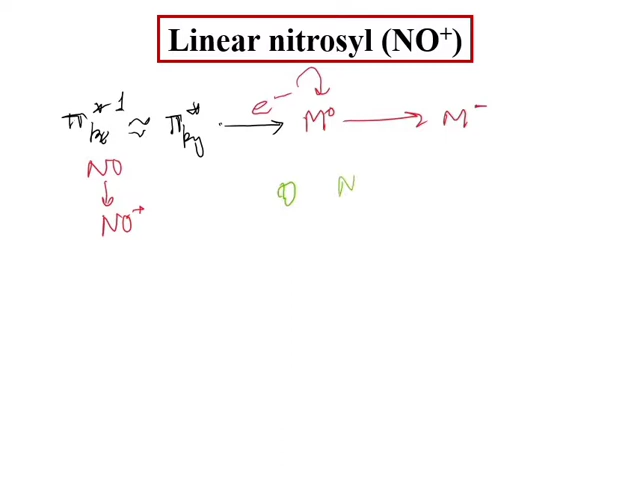 Linear nitrosyl (NO⁺)
π*¹px ≅ π*py → e⁻ M⁰ → M⁻
NO
↓
NO⁺
N